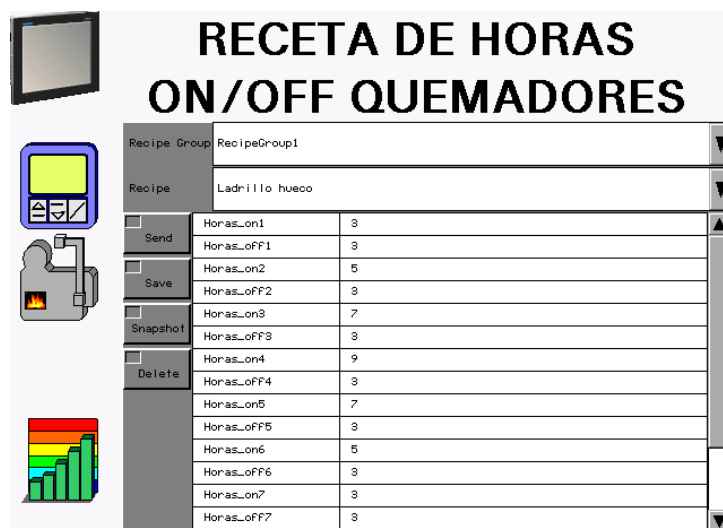 RECETA DE HORAS
ON/OFF QUEMADORES
Recipe Group RecipeGroup1
Recipe Ladrillo hueco
Send
Save
Snapshot
Delete
Horas_on1 3
Horas_off1 3
Horas_on2 5
Horas_off2 3
Horas_on3 7
Horas_off3 3
Horas_on4 9
Horas_off4 3
Horas_on5 7
Horas_off5 3
Horas_on6 5
Horas_off6 3
Horas_on7 3
Horas_off7 3